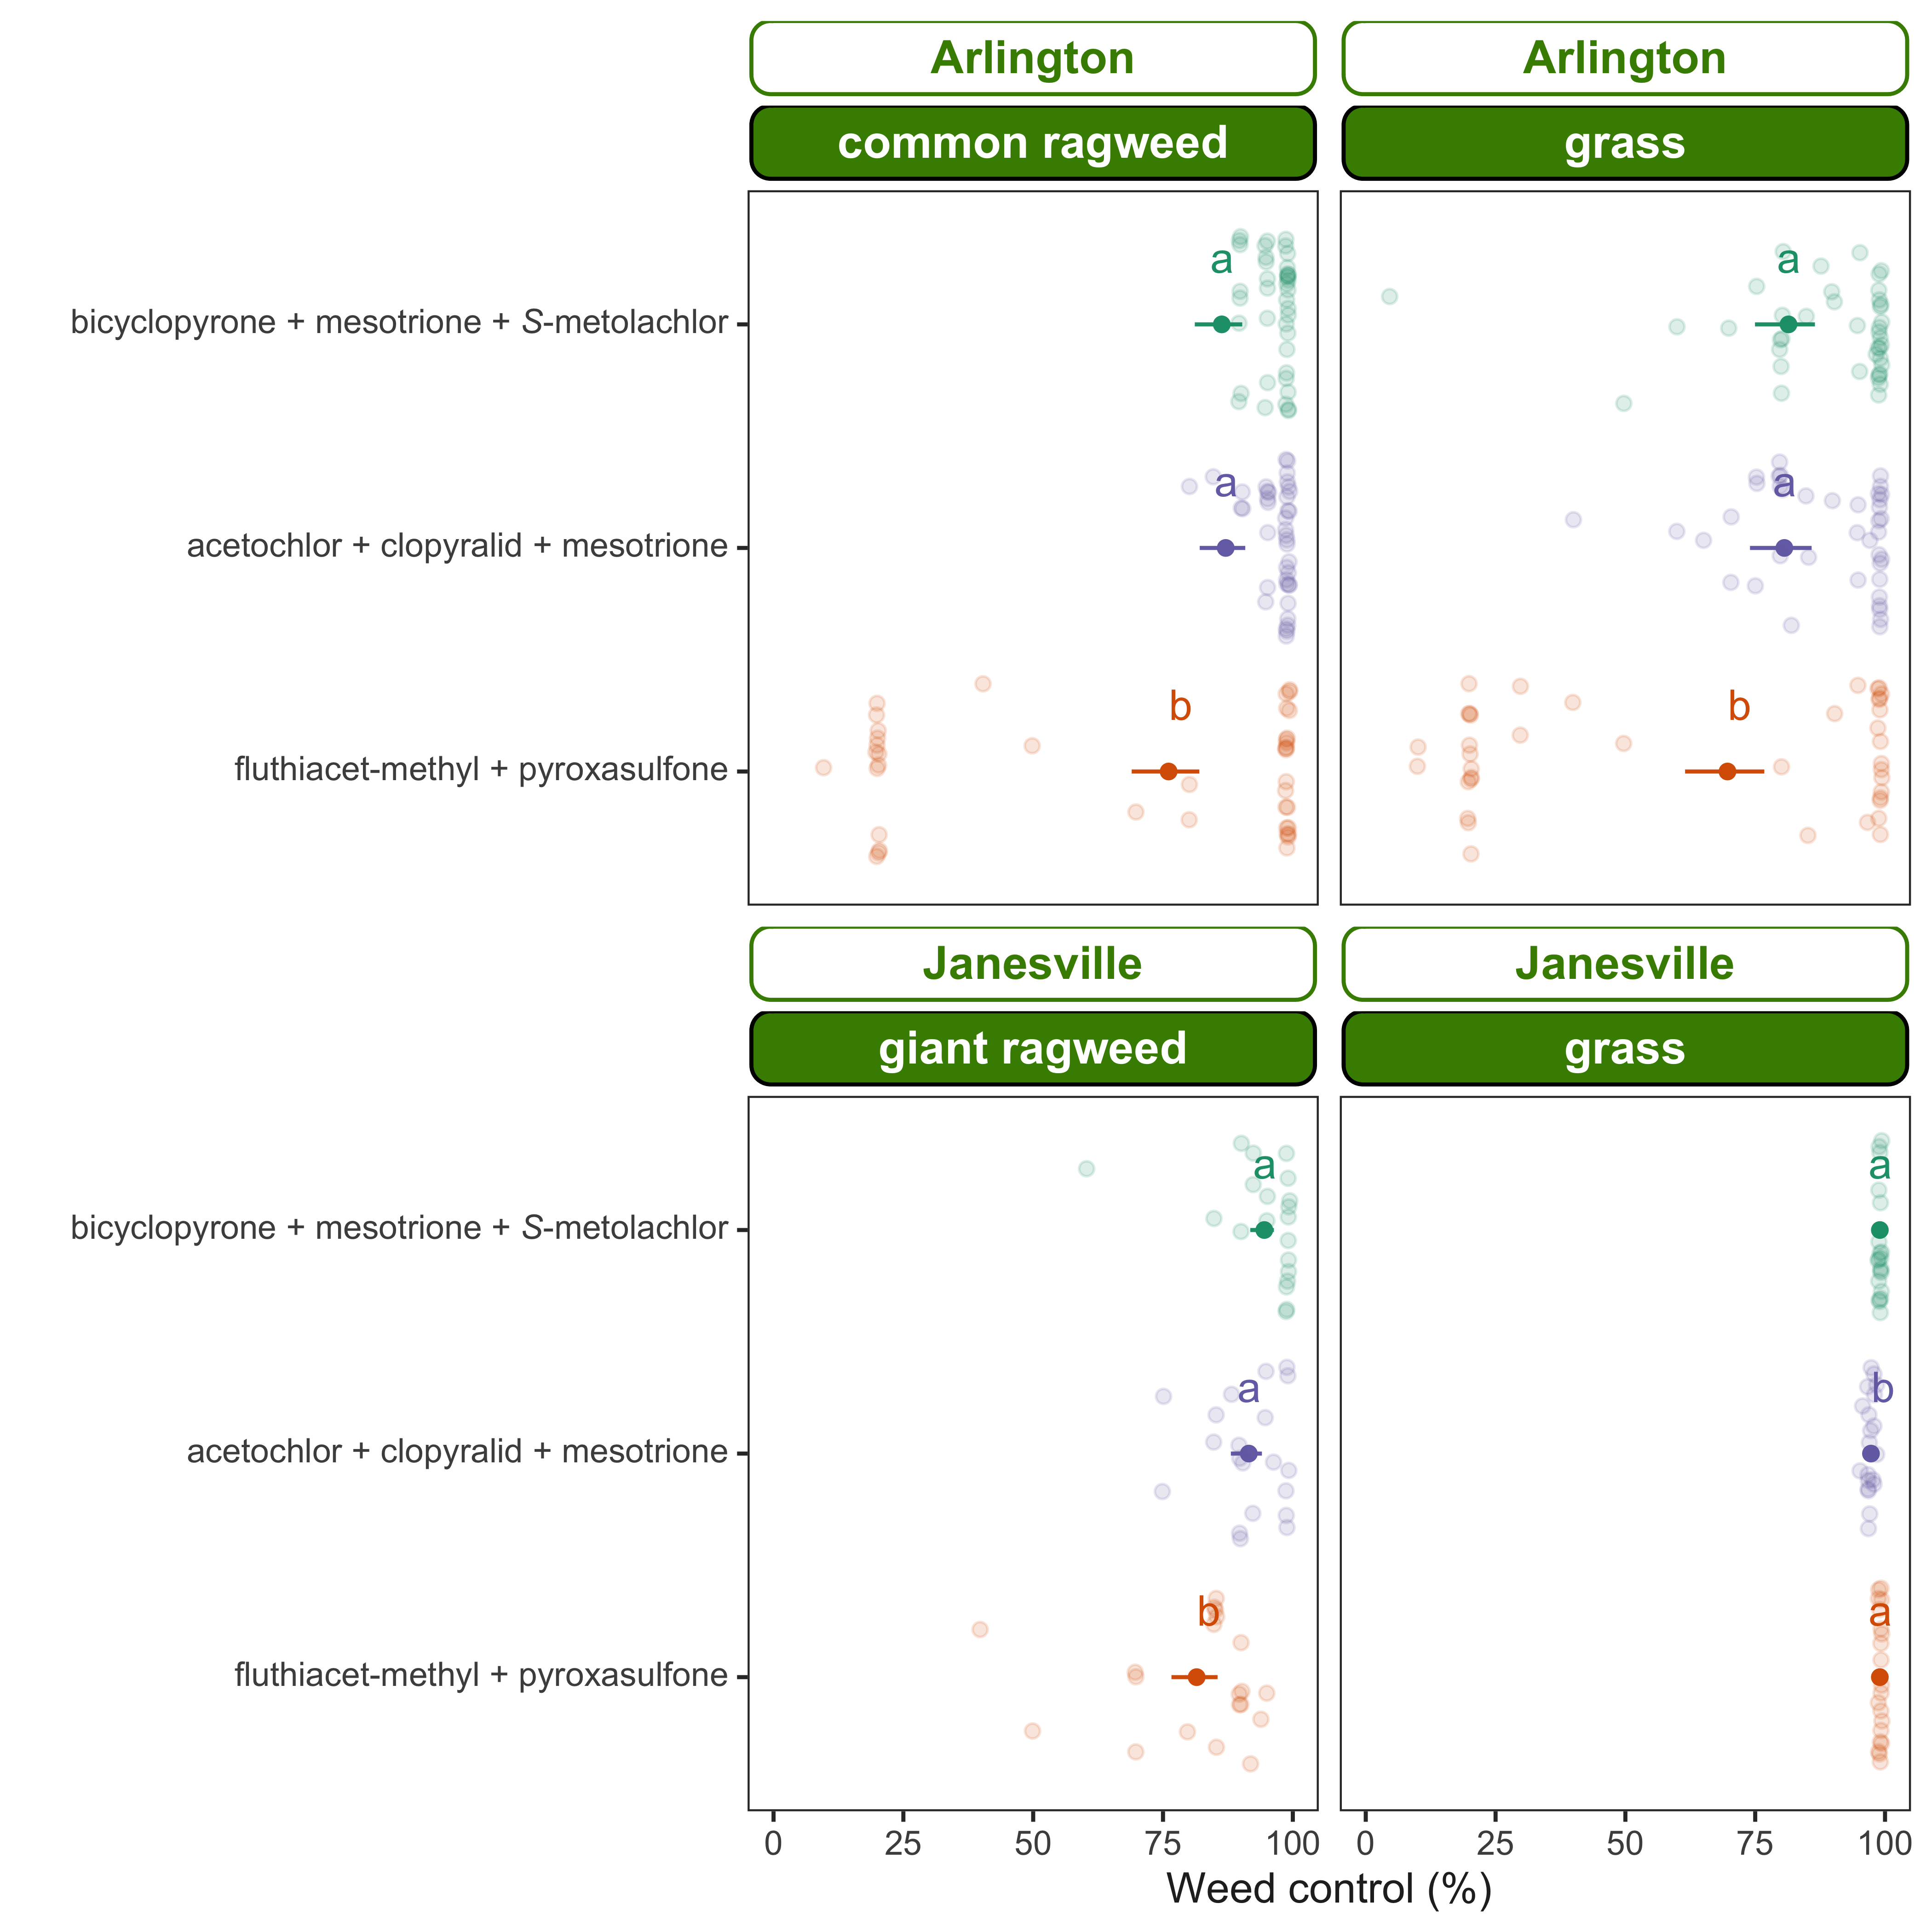 Arlington Arlington
common ragweed grass
a a
bicyclopyrone + mesotrione + S-metolachlor
a a
acetochlor + clopyralid + mesotrione
b b
fluthiacet-methyl + pyroxasulfone
Janesville Janesville
giant ragweed grass
a a
bicyclopyrone + mesotrione + S-metolachlor
a b
acetochlor + clopyralid + mesotrione
b a
fluthiacet-methyl + pyroxasulfone
0 25 50 75 100 0 25 50 75 100
Weed control (%)